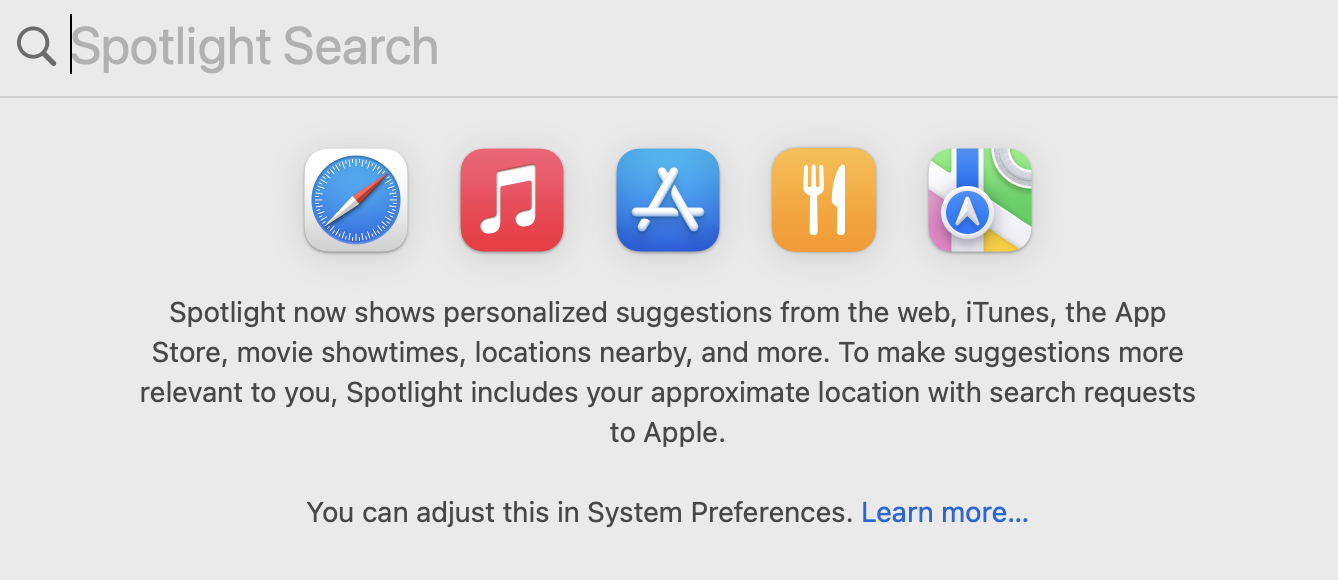 Spotlight Search
Spotlight now shows personalized suggestions from the web, iTunes, the App
Store, movie showtimes, locations nearby, and more. To make suggestions more
relevant to you, Spotlight includes your approximate location with search requests
to Apple.
You can adjust this in System Preferences. Learn more...